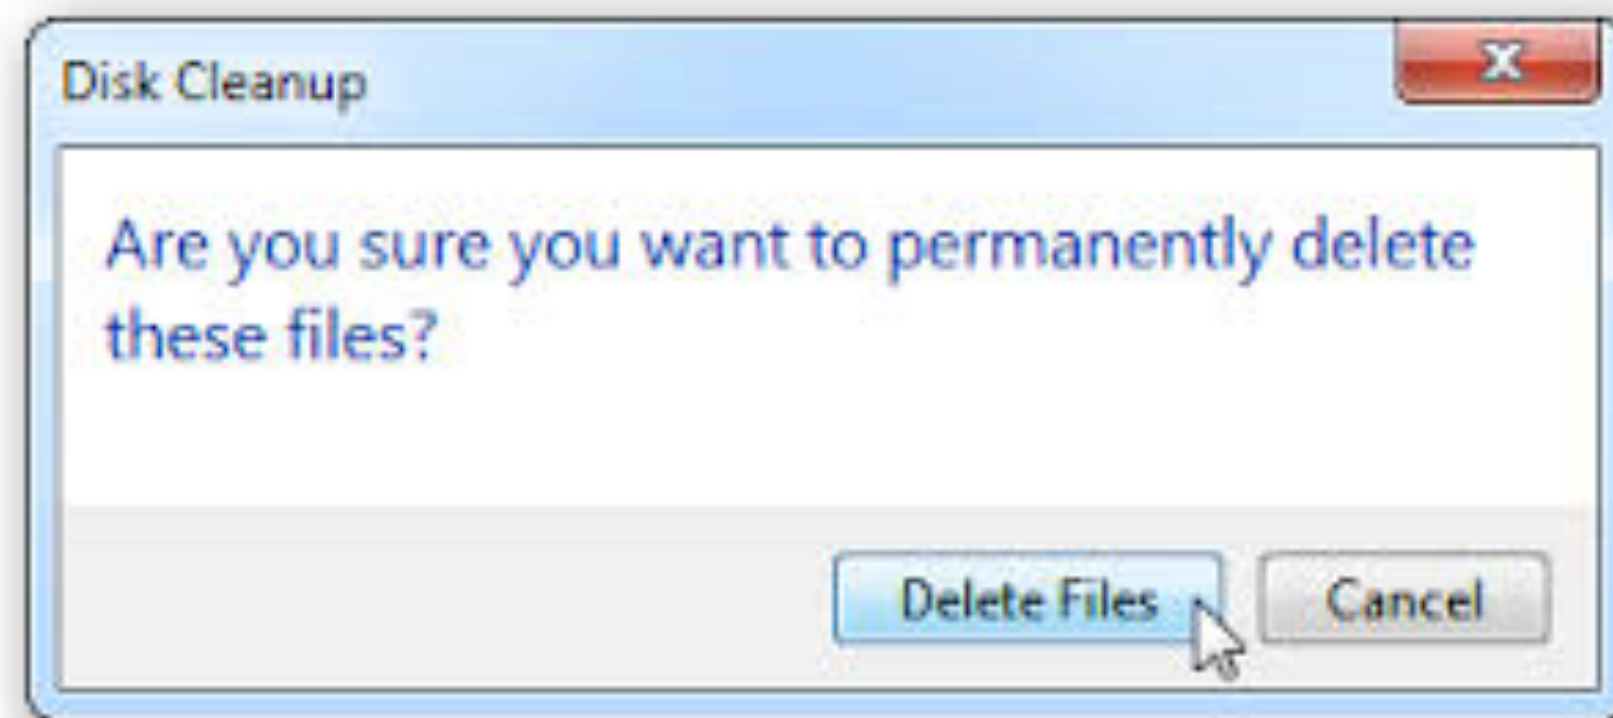 Disk Cleanup
Are you sure you want to permanently delete
these files?
Delete Files
Cancel